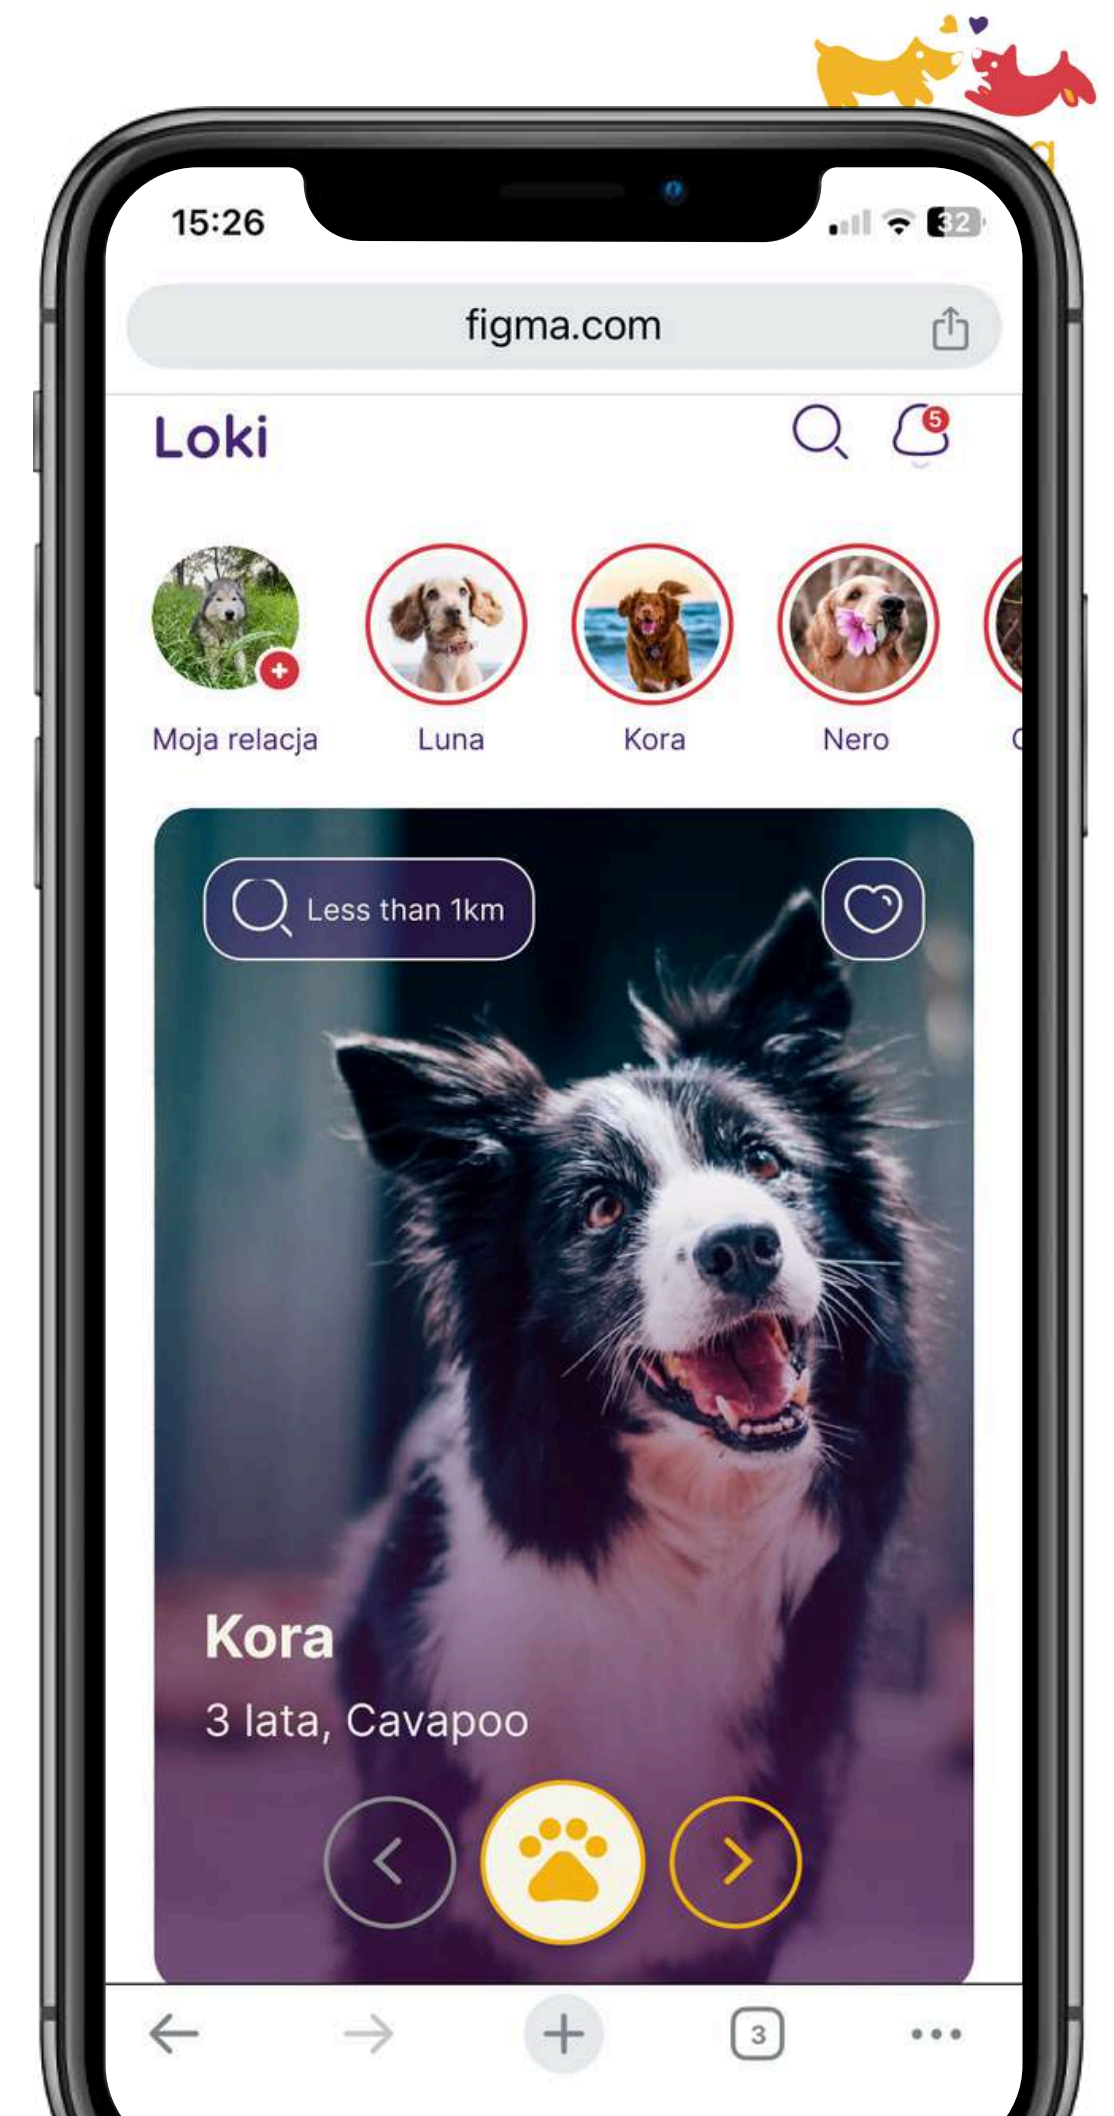 15:26
32
figma.com
Loki
5
Moja relacja
Luna
Kora
Nero
Less than 1km
Kora
3 lata, Cavapoo
3